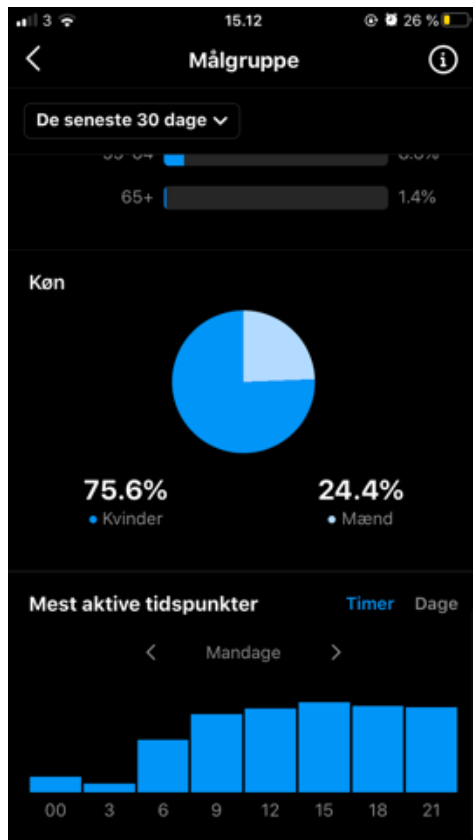 3 15.12 26 %
Målgruppe
De seneste 30 dage
65+ 1.4%
Køn
75.6% 24.4%
Kvinder Mænd
Mest aktive tidspunkter Timer Dage
Mandage
00 3 6 9 12 15 18 21